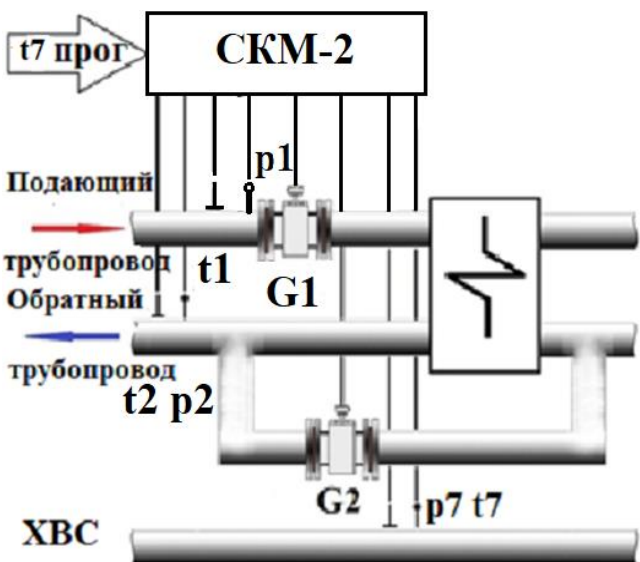 t7 прог
СКМ-2
p1
Подающий
трубопровод
t1
G1
Обратный
трубопровод
t2 p2
G2
p7 t7
ХВС